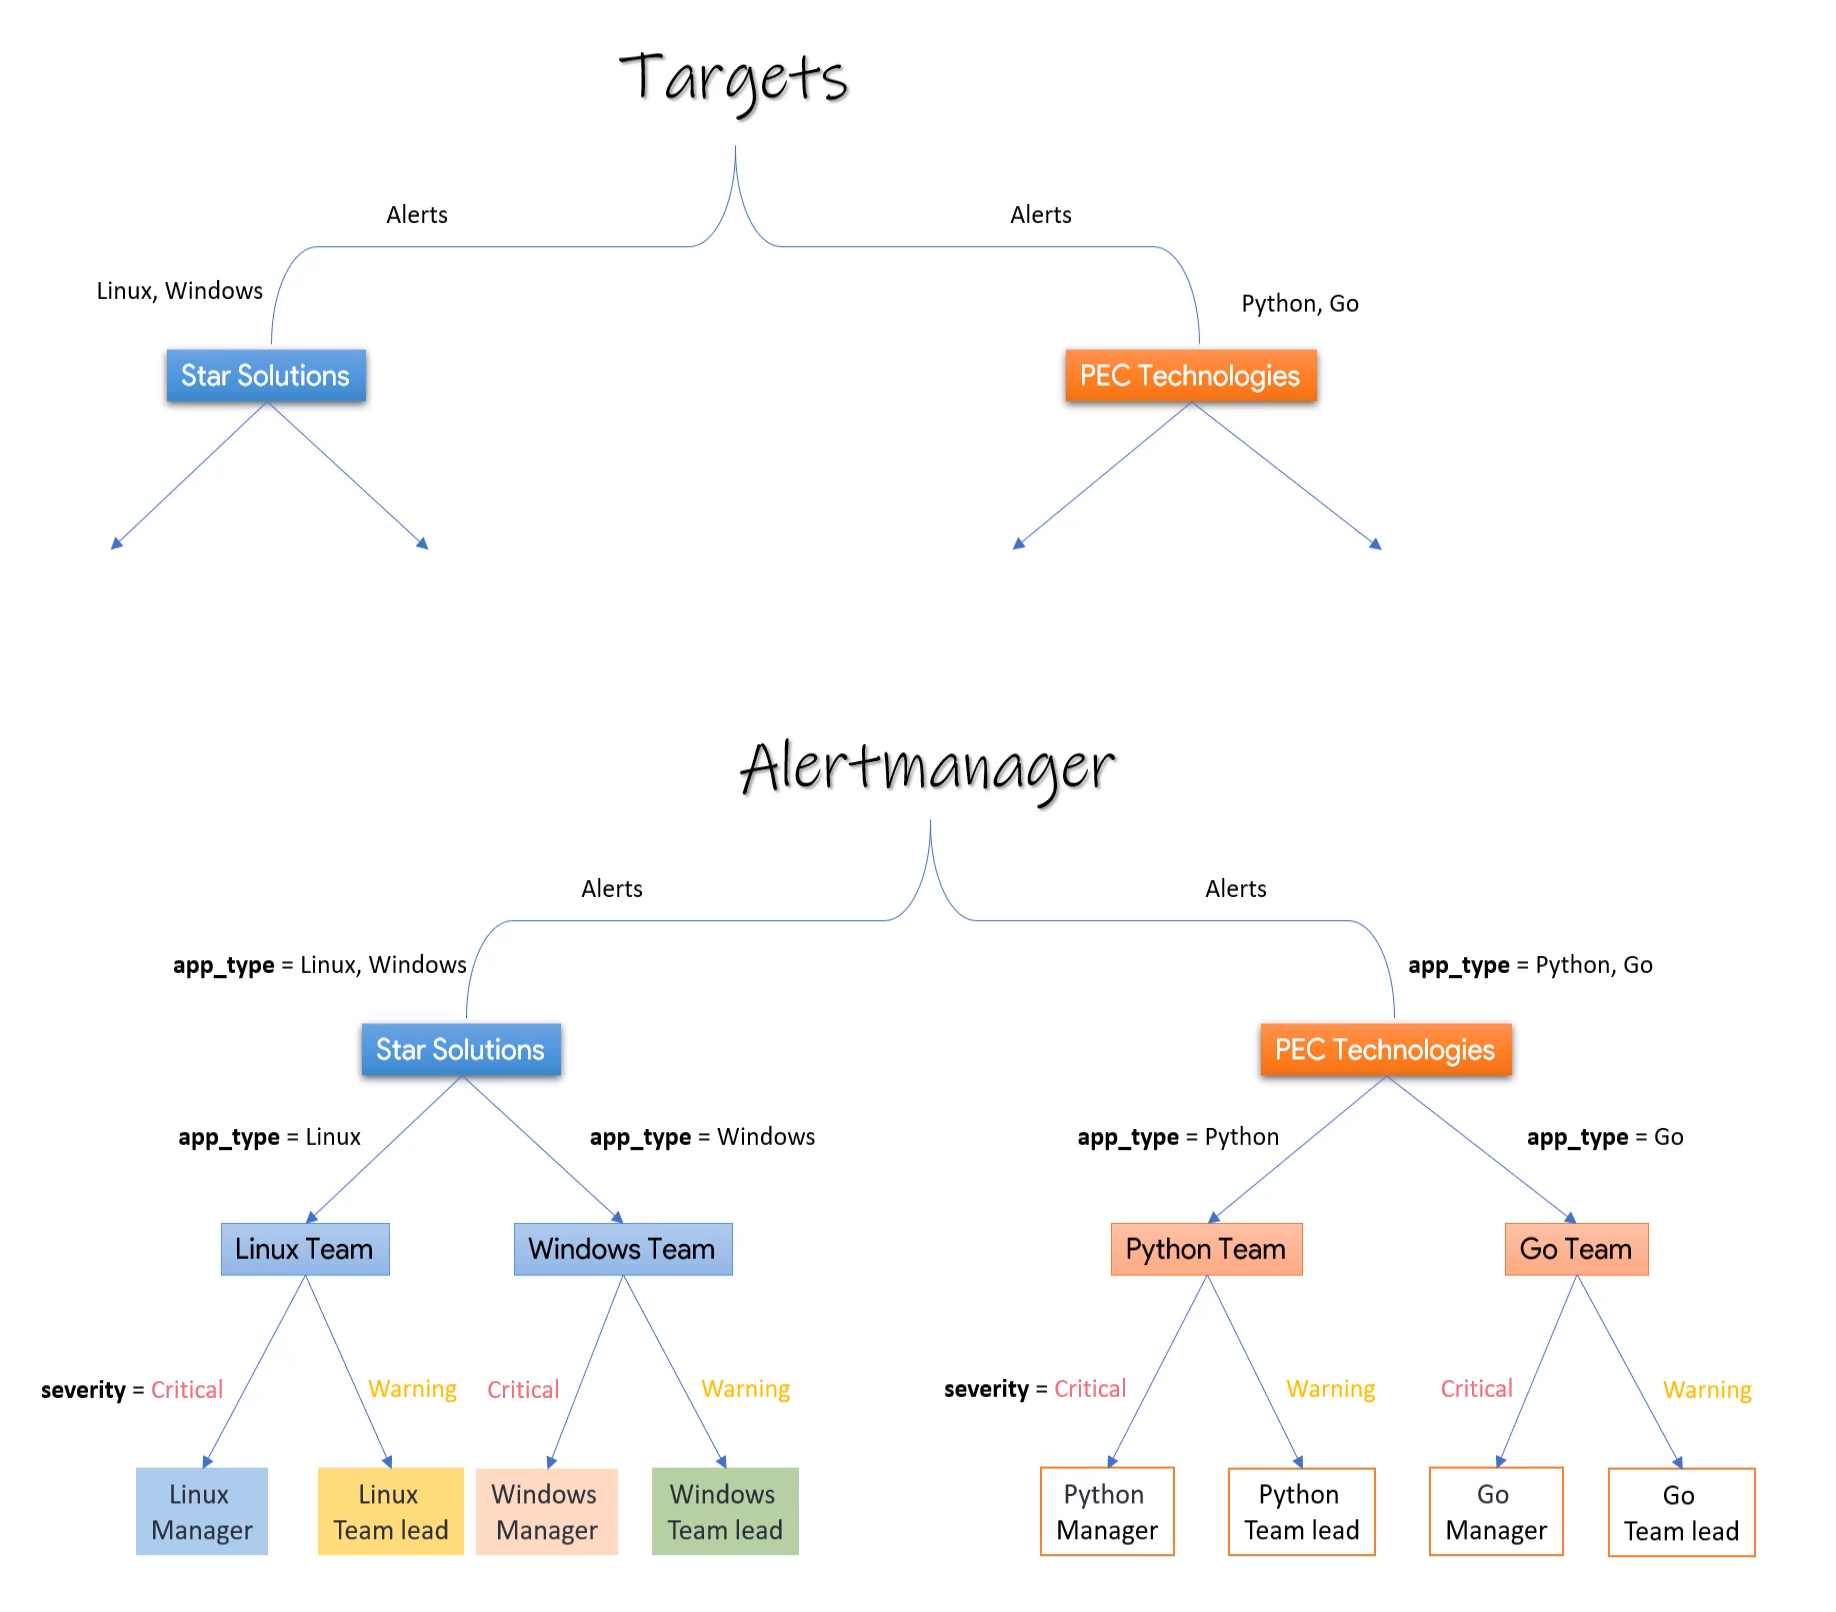 Targets
Alerts Alerts
Linux, Windows
Python, Go
Star Solutions PEC Technologies
Alertmanager
Alerts Alerts
app_type = Linux, Windows app_type = Python, Go
Star Solutions PEC Technologies
app_type = Linux app_type = Windows app_type = Python app_type = Go
Linux Team Windows Team Python Team Go Team
severity = Critical Warning Critical Warning severity = Critical Warning Critical Warning
Linux Linux Windows Windows Python Python Go Go
Manager Team lead Manager Team lead Manager Team lead Manager Team lead